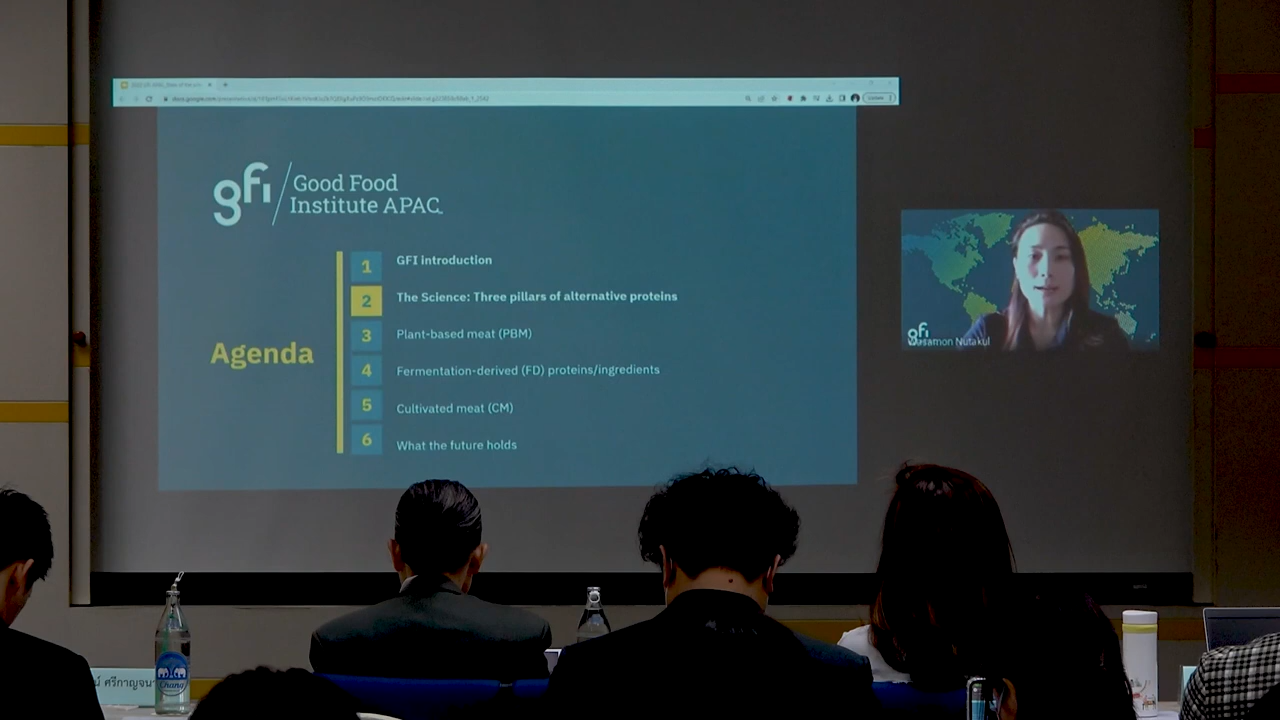 gfi
Good Food
Institute APAC
Agenda
1 GFI introduction
2 The Science: Three pillars of alternative proteins
3 Plant-based meat (PBM)
4 Fermentation-derived (FD) proteins/ingredients
5 Cultivated meat (CM)
6 What the future holds
gfi
Wasamon Nutakul
Chang